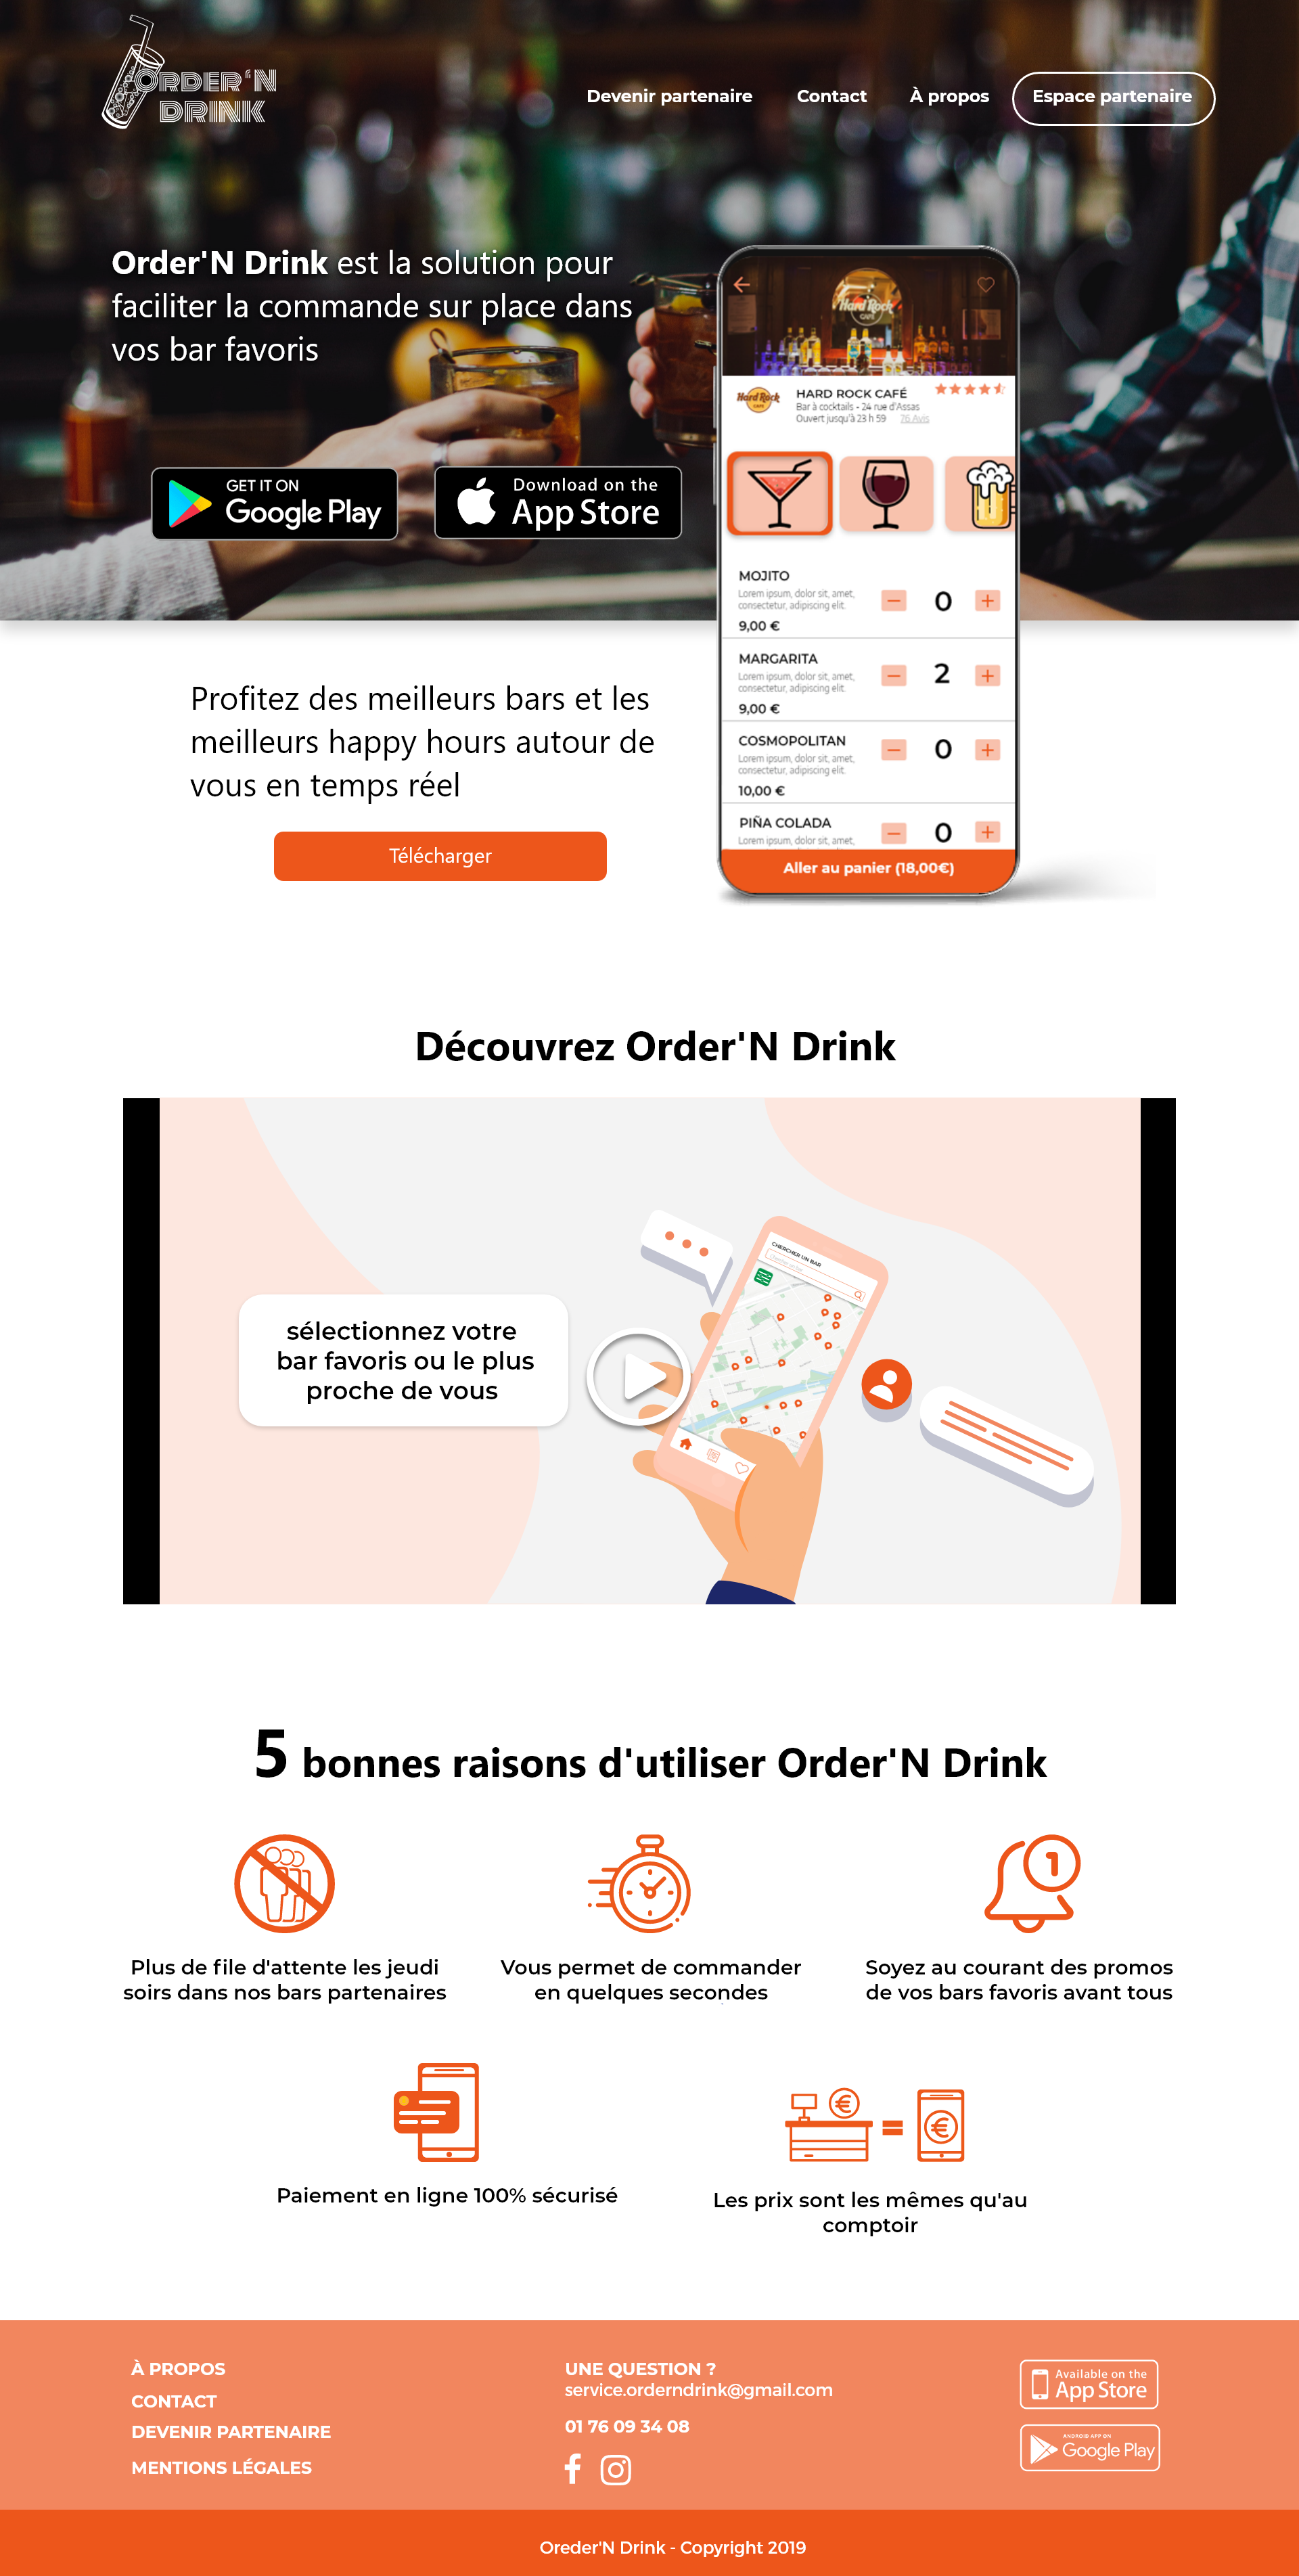 ORDER'N
DRINK
Devenir partenaire
Contact
À propos
Espace partenaire
Order'N Drink est la solution pour
faciliter la commande sur place dans
vos bar favoris
GET IT ON
Google Play
Download on the
App Store
Hard Rock
CAFE
Hard Rock
CAFE
HARD ROCK CAFÉ
Bar à cocktails - 24 rue d'Assas
Ouvert jusqu'à 23 h 59
76 Avis
MOJITO
Lorem ipsum, dolor sit, amet,
consectetur, adipiscing elit.
9,00 €
0
MARGARITA
Lorem ipsum, dolor sit, amet,
consectetur, adipiscing elit.
9,00 €
2
COSMOPOLITAN
Lorem ipsum, dolor sit, amet,
consectetur, adipiscing elit.
10,00 €
0
PIÑA COLADA
Lorem ipsum, dolor sit, amet,
0
Aller au panier (18,00€)
Profitez des meilleurs bars et les
meilleurs happy hours autour de
vous en temps réel
Télécharger
Découvrez Order'N Drink
sélectionnez votre
bar favoris ou le plus
proche de vous
CHERCHER UN BAR
5 bonnes raisons d'utiliser Order'N Drink
1
Plus de file d'attente les jeudi
soirs dans nos bars partenaires
Vous permet de commander
en quelques secondes
Soyez au courant des promos
de vos bars favoris avant tous
Paiement en ligne 100% sécurisé
€ = €
Les prix sont les mêmes qu'au
comptoir
À PROPOS
CONTACT
DEVENIR PARTENAIRE
MENTIONS LÉGALES
UNE QUESTION ?
service.orderndrink@gmail.com
01 76 09 34 08
Available on the
App Store
ANDROID APP ON
Google Play
Oreder'N Drink - Copyright 2019